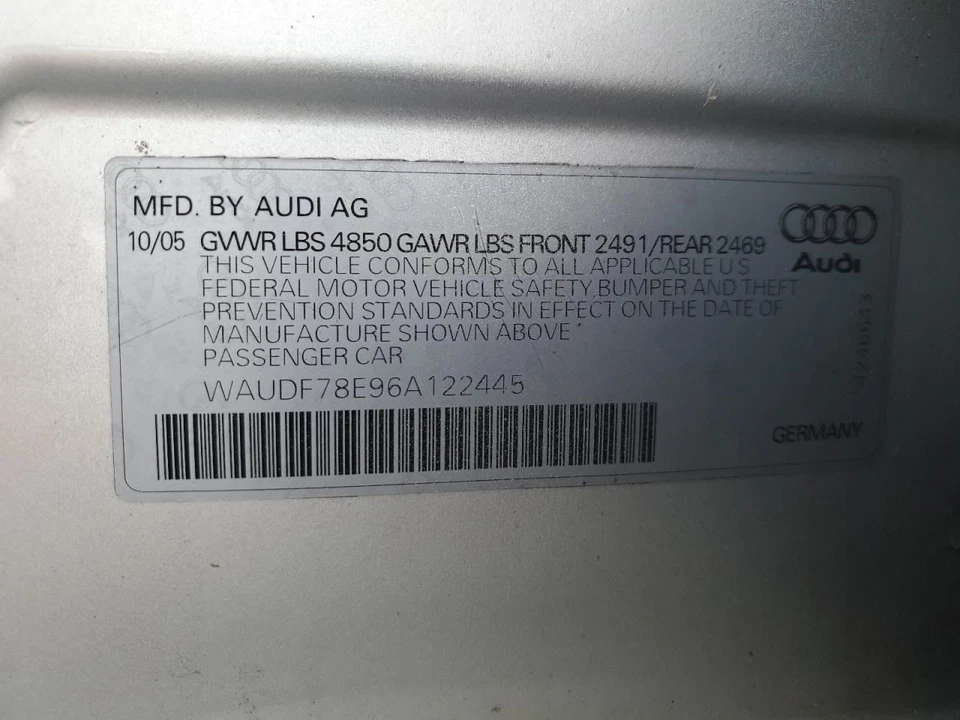 MFD. BY AUDI AG
10/05 GVWR LBS 4850 GAWR LBS FRONT 2491/REAR 2469
THIS VEHICLE CONFORMS TO ALL APPLICABLE U S
FEDERAL MOTOR VEHICLE SAFETY, BUMPER AND THEFT
PREVENTION STANDARDS IN EFFECT ON THE DATE OF
MANUFACTURE SHOWN ABOVE
PASSENGER CAR
WAUDF78E96A122445
Audi
GERMANY